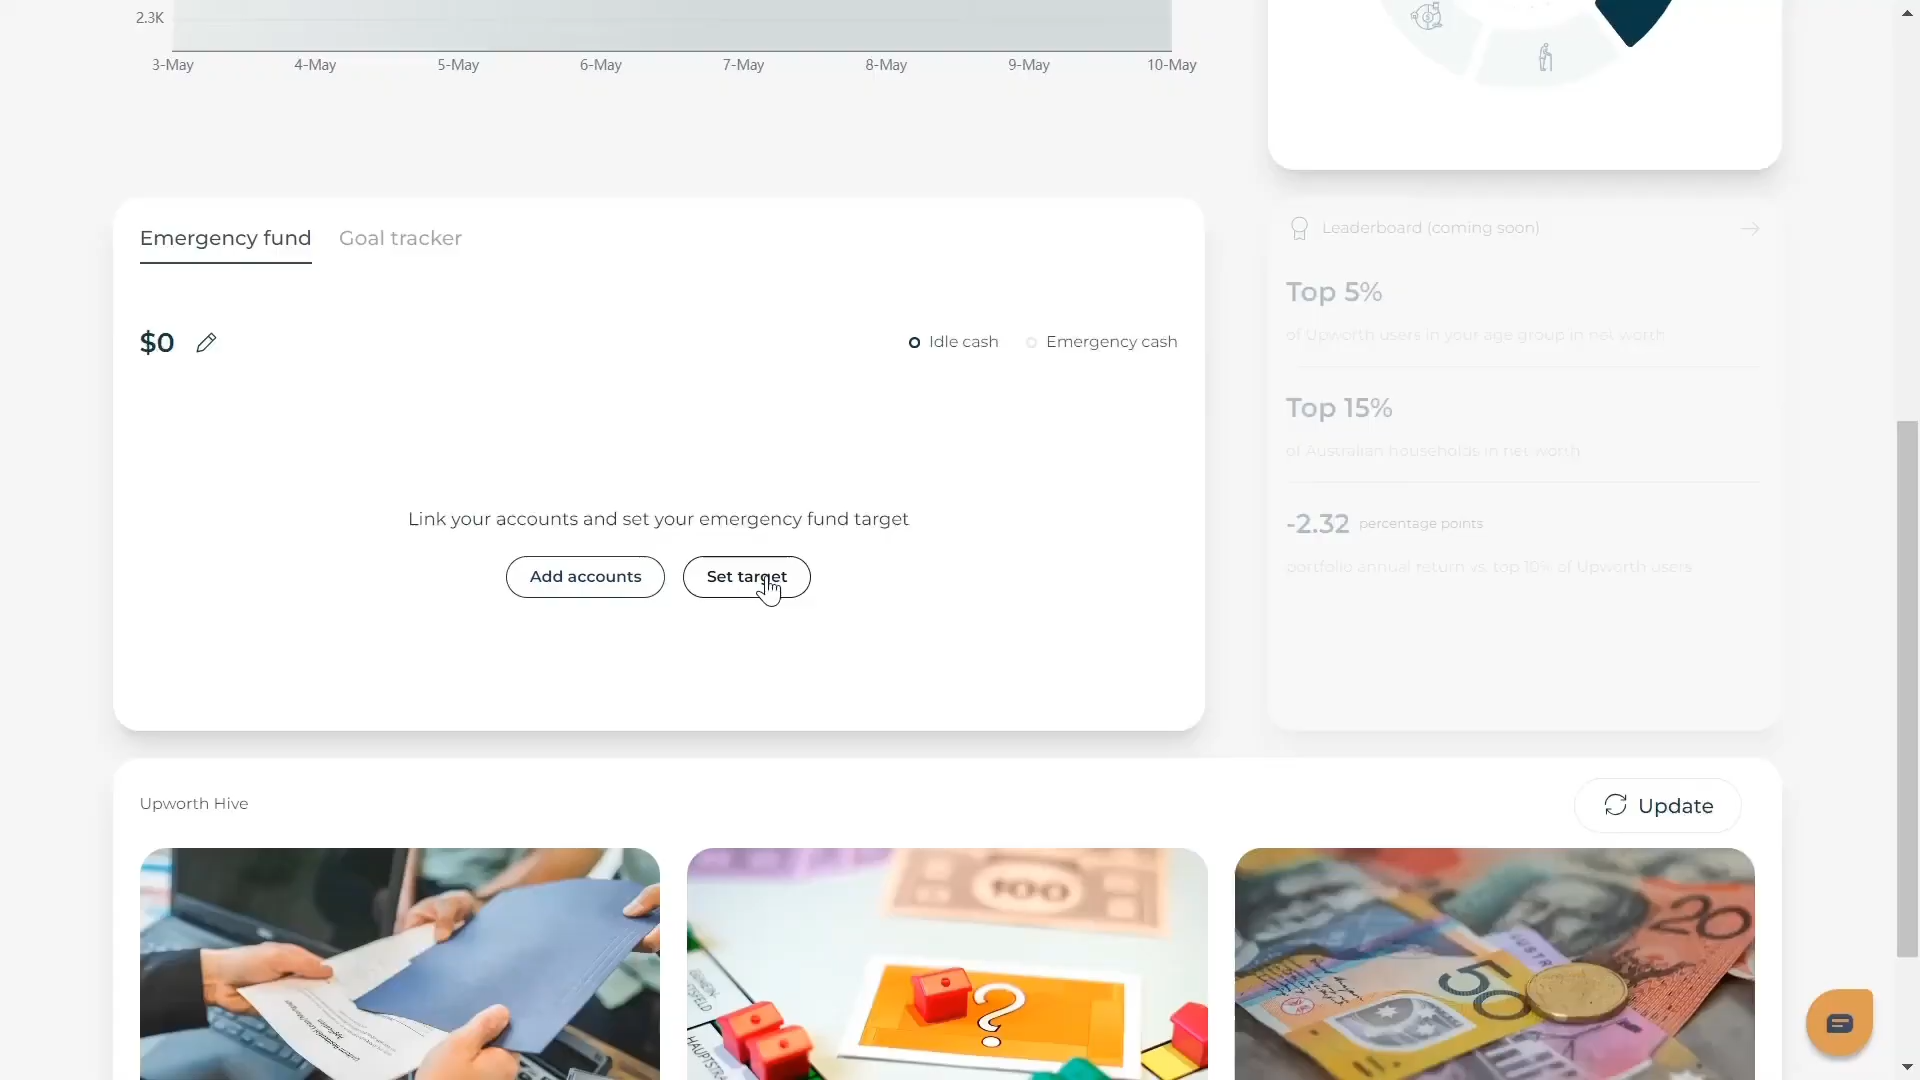 2.3K
3-May 4-May 5-May 6-May 7-May 8-May 9-May 10-May
Emergency fund Goal tracker
$0
Idle cash Emergency cash
Link your accounts and set your emergency fund target
Add accounts Set target
Leaderboard (coming soon)
Top 5%
of Upworth users in your age group in net worth
Top 15%
of Australian households in net worth
-2.32 percentage points
portfolio annual return vs. top 10% of Upworth users
Upworth Hive
Update
100
?
50
20